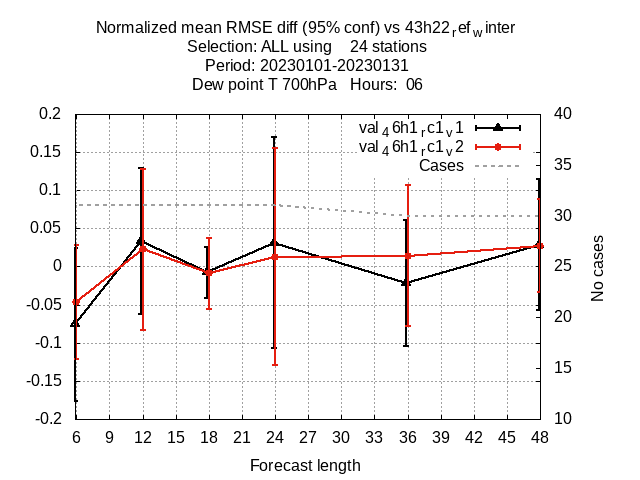 Normalized mean RMSE diff (95% conf) vs 43h22refwinter
Selection: ALL using 24 stations
Period: 20230101-20230131
Dew point T 700hPa Hours: 06
val46h1rc1v1
val46h1rc1v2
Cases
0.2
0.15
0.1
0.05
0
-0.05
-0.1
-0.15
-0.2
40
35
30
25
20
15
10
No cases
6 9 12 15 18 21 24 27 30 33 36 39 42 45 48
Forecast length